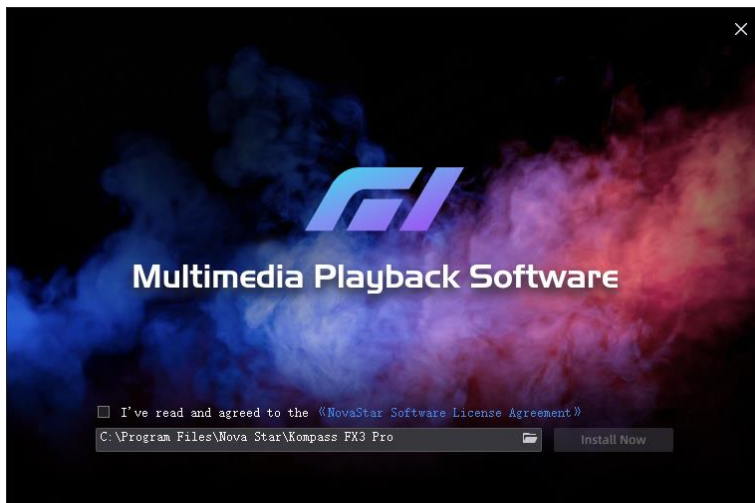 Multimedia Playback Software
I've read and agreed to the 《NovaStar Software License Agreement》
C:\Program Files\Nova Star\Kompass FX3 Pro
Install Now